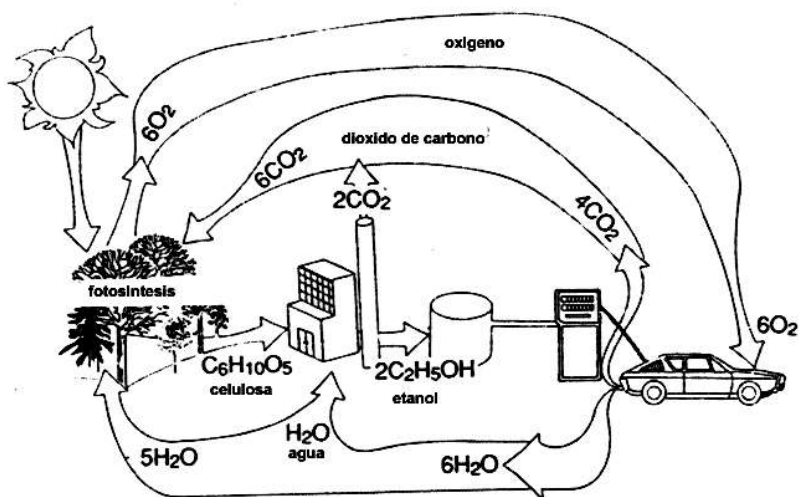 oxigeno
6O₂
dioxido de carbono
6CO₂
2CO₂
4CO₂
fotosintesis
6O₂
C₆H₁₀O₅
celulosa
2C₂H₅OH
etanol
H₂O
agua
5H₂O
6H₂O